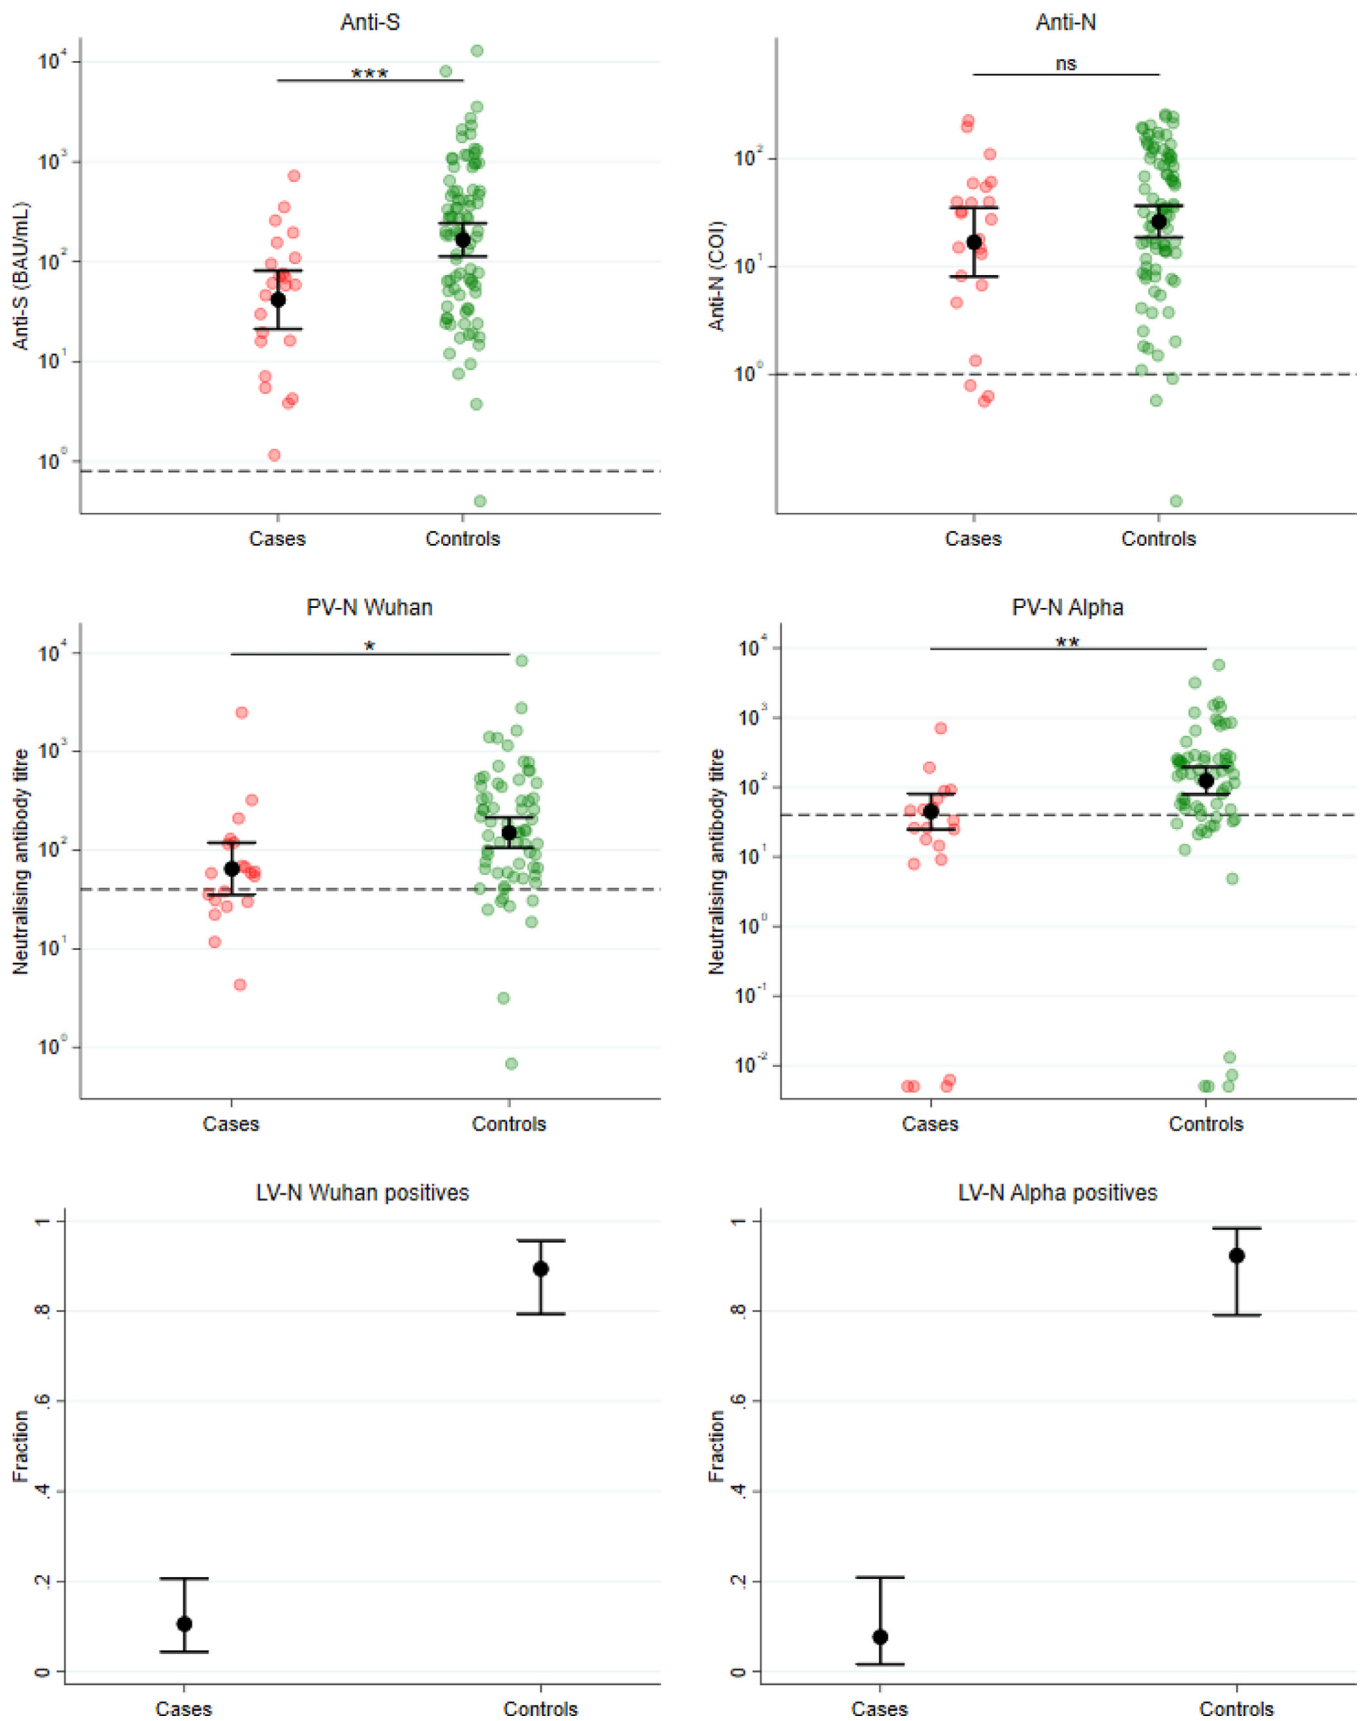 Anti-S
***
10⁴
10³
10²
10¹
10⁰
Anti-S (BAU/mL)
Cases Controls
Anti-N
ns
10²
10¹
10⁰
Anti-N (COI)
Cases Controls
PV-N Wuhan
*
10⁴
10³
10²
10¹
10⁰
Neutralising antibody titre
Cases Controls
PV-N Alpha
**
10⁴
10³
10²
10¹
10⁰
10⁻¹
10⁻²
Neutralising antibody titre
Cases Controls
LV-N Wuhan positives
1
.8
.6
.4
.2
0
Fraction
Cases Controls
LV-N Alpha positives
1
.8
.6
.4
.2
0
Fraction
Cases Controls